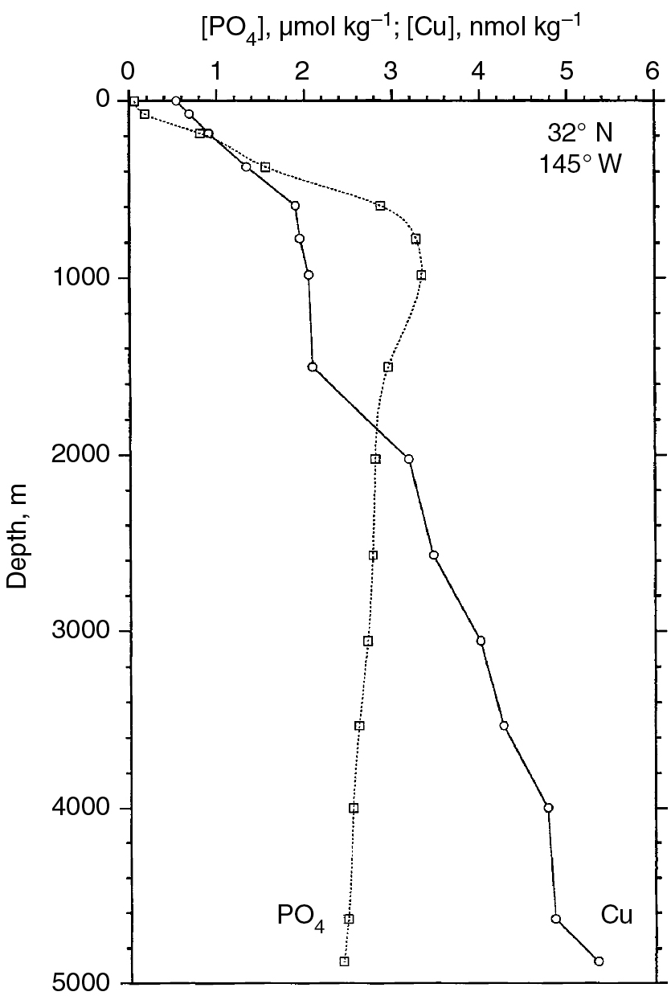 [PO₄], µmol kg⁻¹; [Cu], nmol kg⁻¹
0 1 2 3 4 5 6
0
32° N
145° W
1000
2000
Depth, m
3000
4000
PO₄ Cu
5000